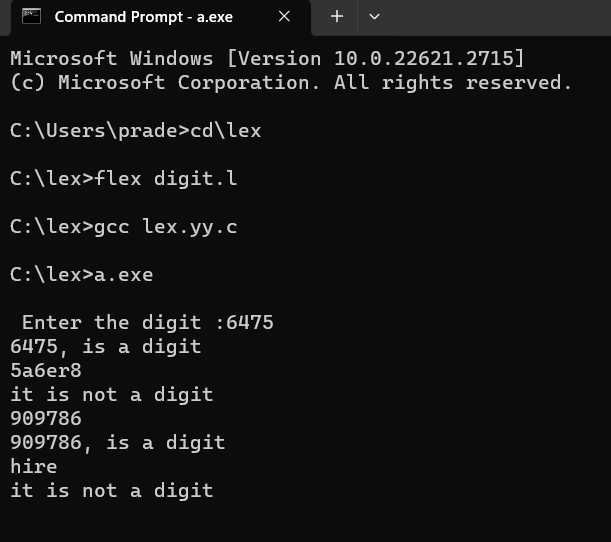 Command Prompt - a.exe
Microsoft Windows [Version 10.0.22621.2715]
(c) Microsoft Corporation. All rights reserved.
C:\Users\prade>cd\lex
C:\lex>flex digit.l
C:\lex>gcc lex.yy.c
C:\lex>a.exe
Enter the digit :6475
6475, is a digit
5a6er8
it is not a digit
909786
909786, is a digit
hire
it is not a digit